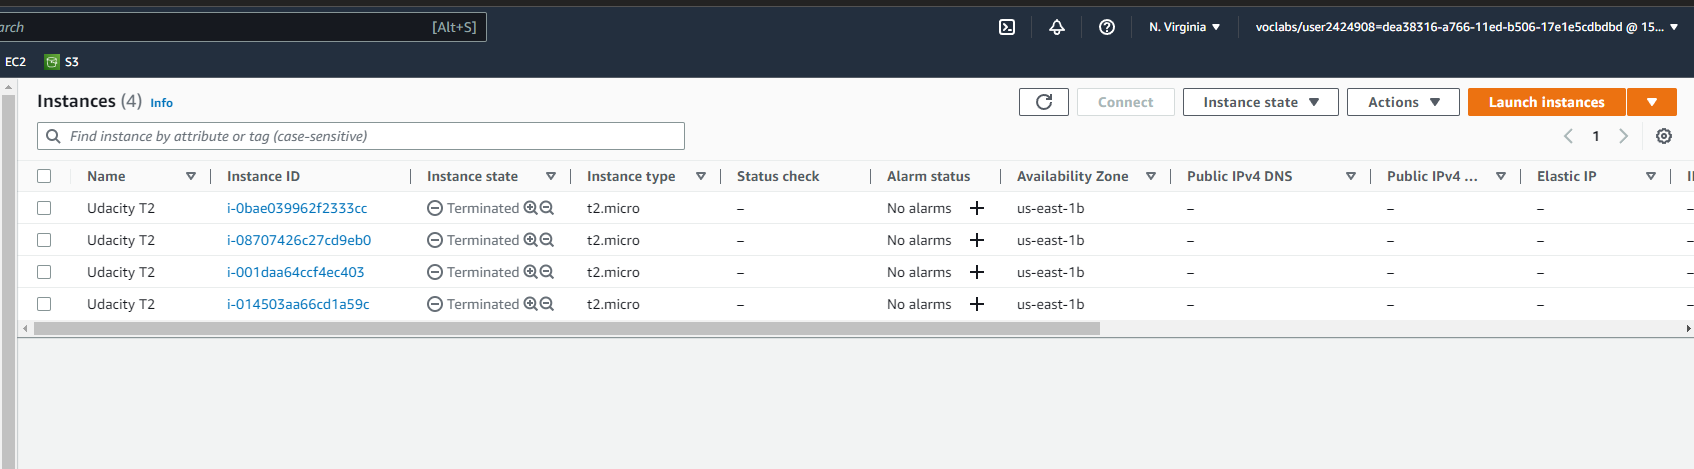 arch [Alt+S] N. Virginia voclabs/user2424908=dea38316-a766-11ed-b506-17e1e5cdbdbd @ 15...
EC2 S3
Instances (4) Info Connect Instance state Actions Launch instances
Find instance by attribute or tag (case-sensitive) 1
Name Instance ID Instance state Instance type Status check Alarm status Availability Zone Public IPv4 DNS Public IPv4 ... Elastic IP
Udacity T2 i-0bae039962f2333cc Terminated t2.micro – No alarms + us-east-1b – – – –
Udacity T2 i-08707426c27cd9eb0 Terminated t2.micro – No alarms + us-east-1b – – – –
Udacity T2 i-001daa64ccf4ec403 Terminated t2.micro – No alarms + us-east-1b – – – –
Udacity T2 i-014503aa66cd1a59c Terminated t2.micro – No alarms + us-east-1b – – – –